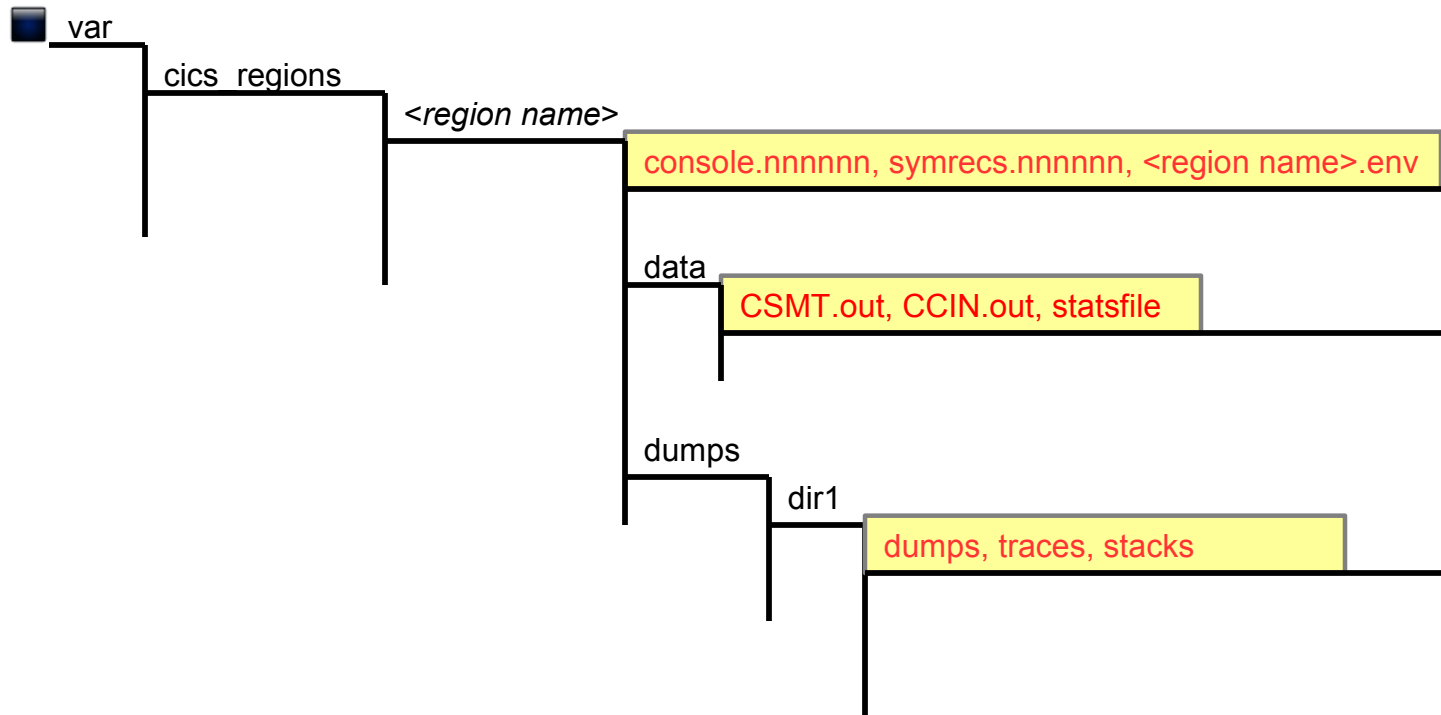 var
cics_regions
<region name>
console.nnnnnn, symrecs.nnnnnn, <region name>.env
data
CSMT.out, CCIN.out, statsfile
dumps
dir1
dumps, traces, stacks